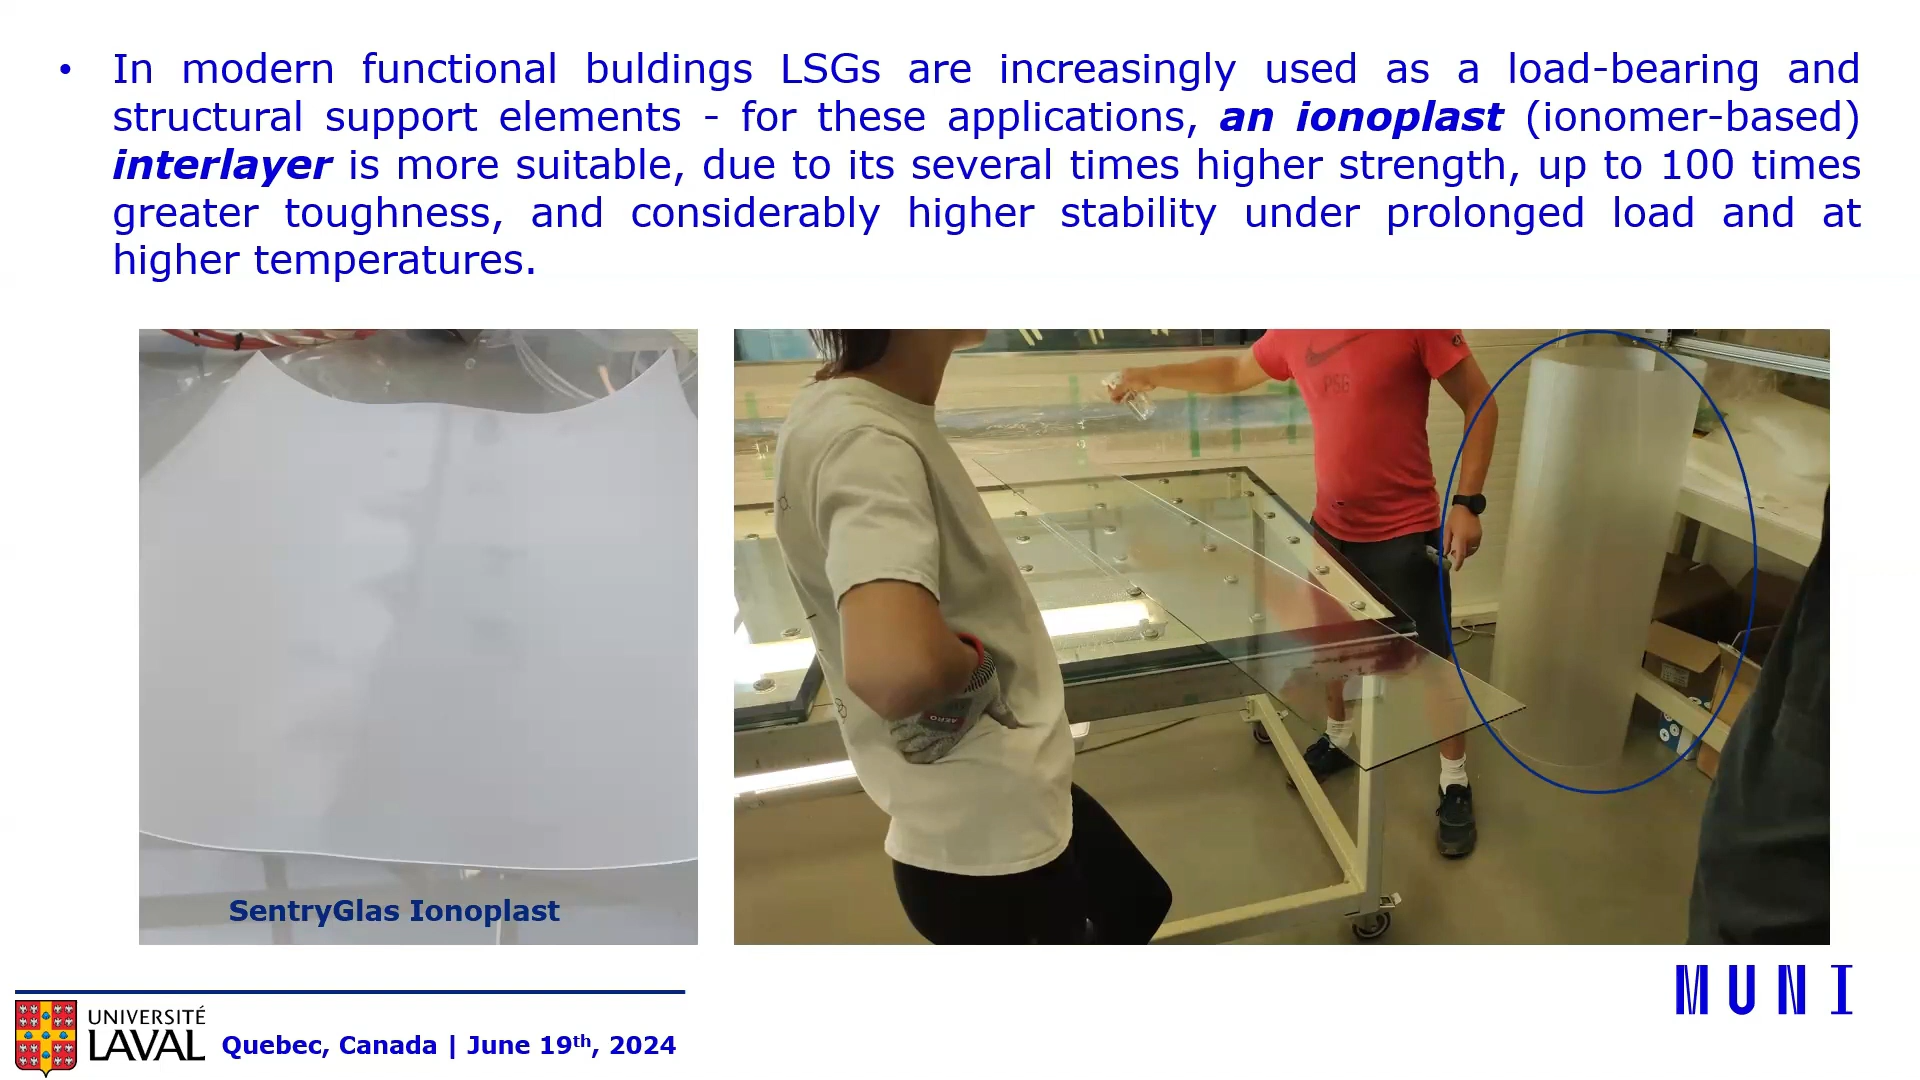 • In modern functional buldings LSGs are increasingly used as a load-bearing and
structural support elements - for these applications, an ionoplast (ionomer-based)
interlayer is more suitable, due to its several times higher strength, up to 100 times
greater toughness, and considerably higher stability under prolonged load and at
higher temperatures.
PSG
AERO
SentryGlas Ionoplast
MUNI
UNIVERSITÉ
LAVAL
Quebec, Canada | June 19th, 2024